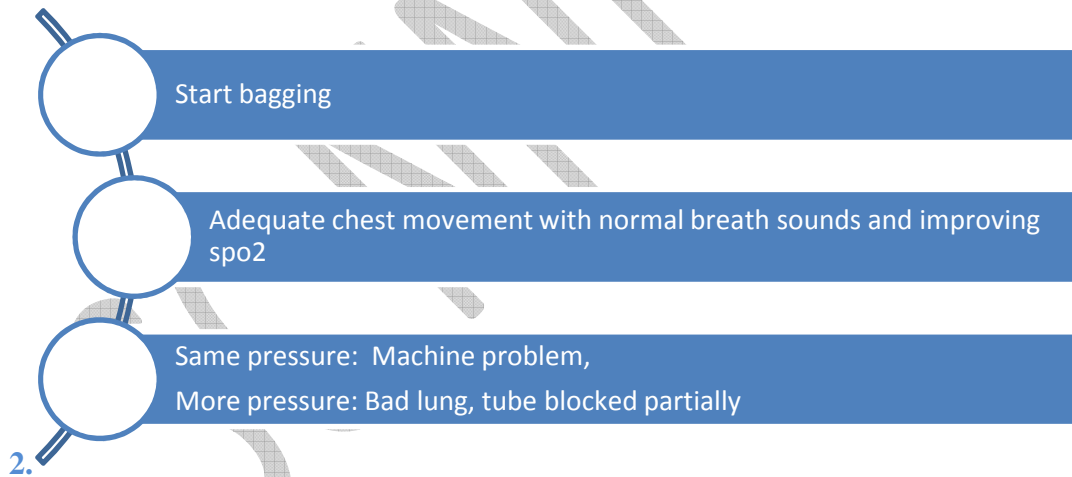 Start bagging
Adequate chest movement with normal breath sounds and improving
spo2
Same pressure:  Machine problem,
More pressure: Bad lung, tube blocked partially
2.